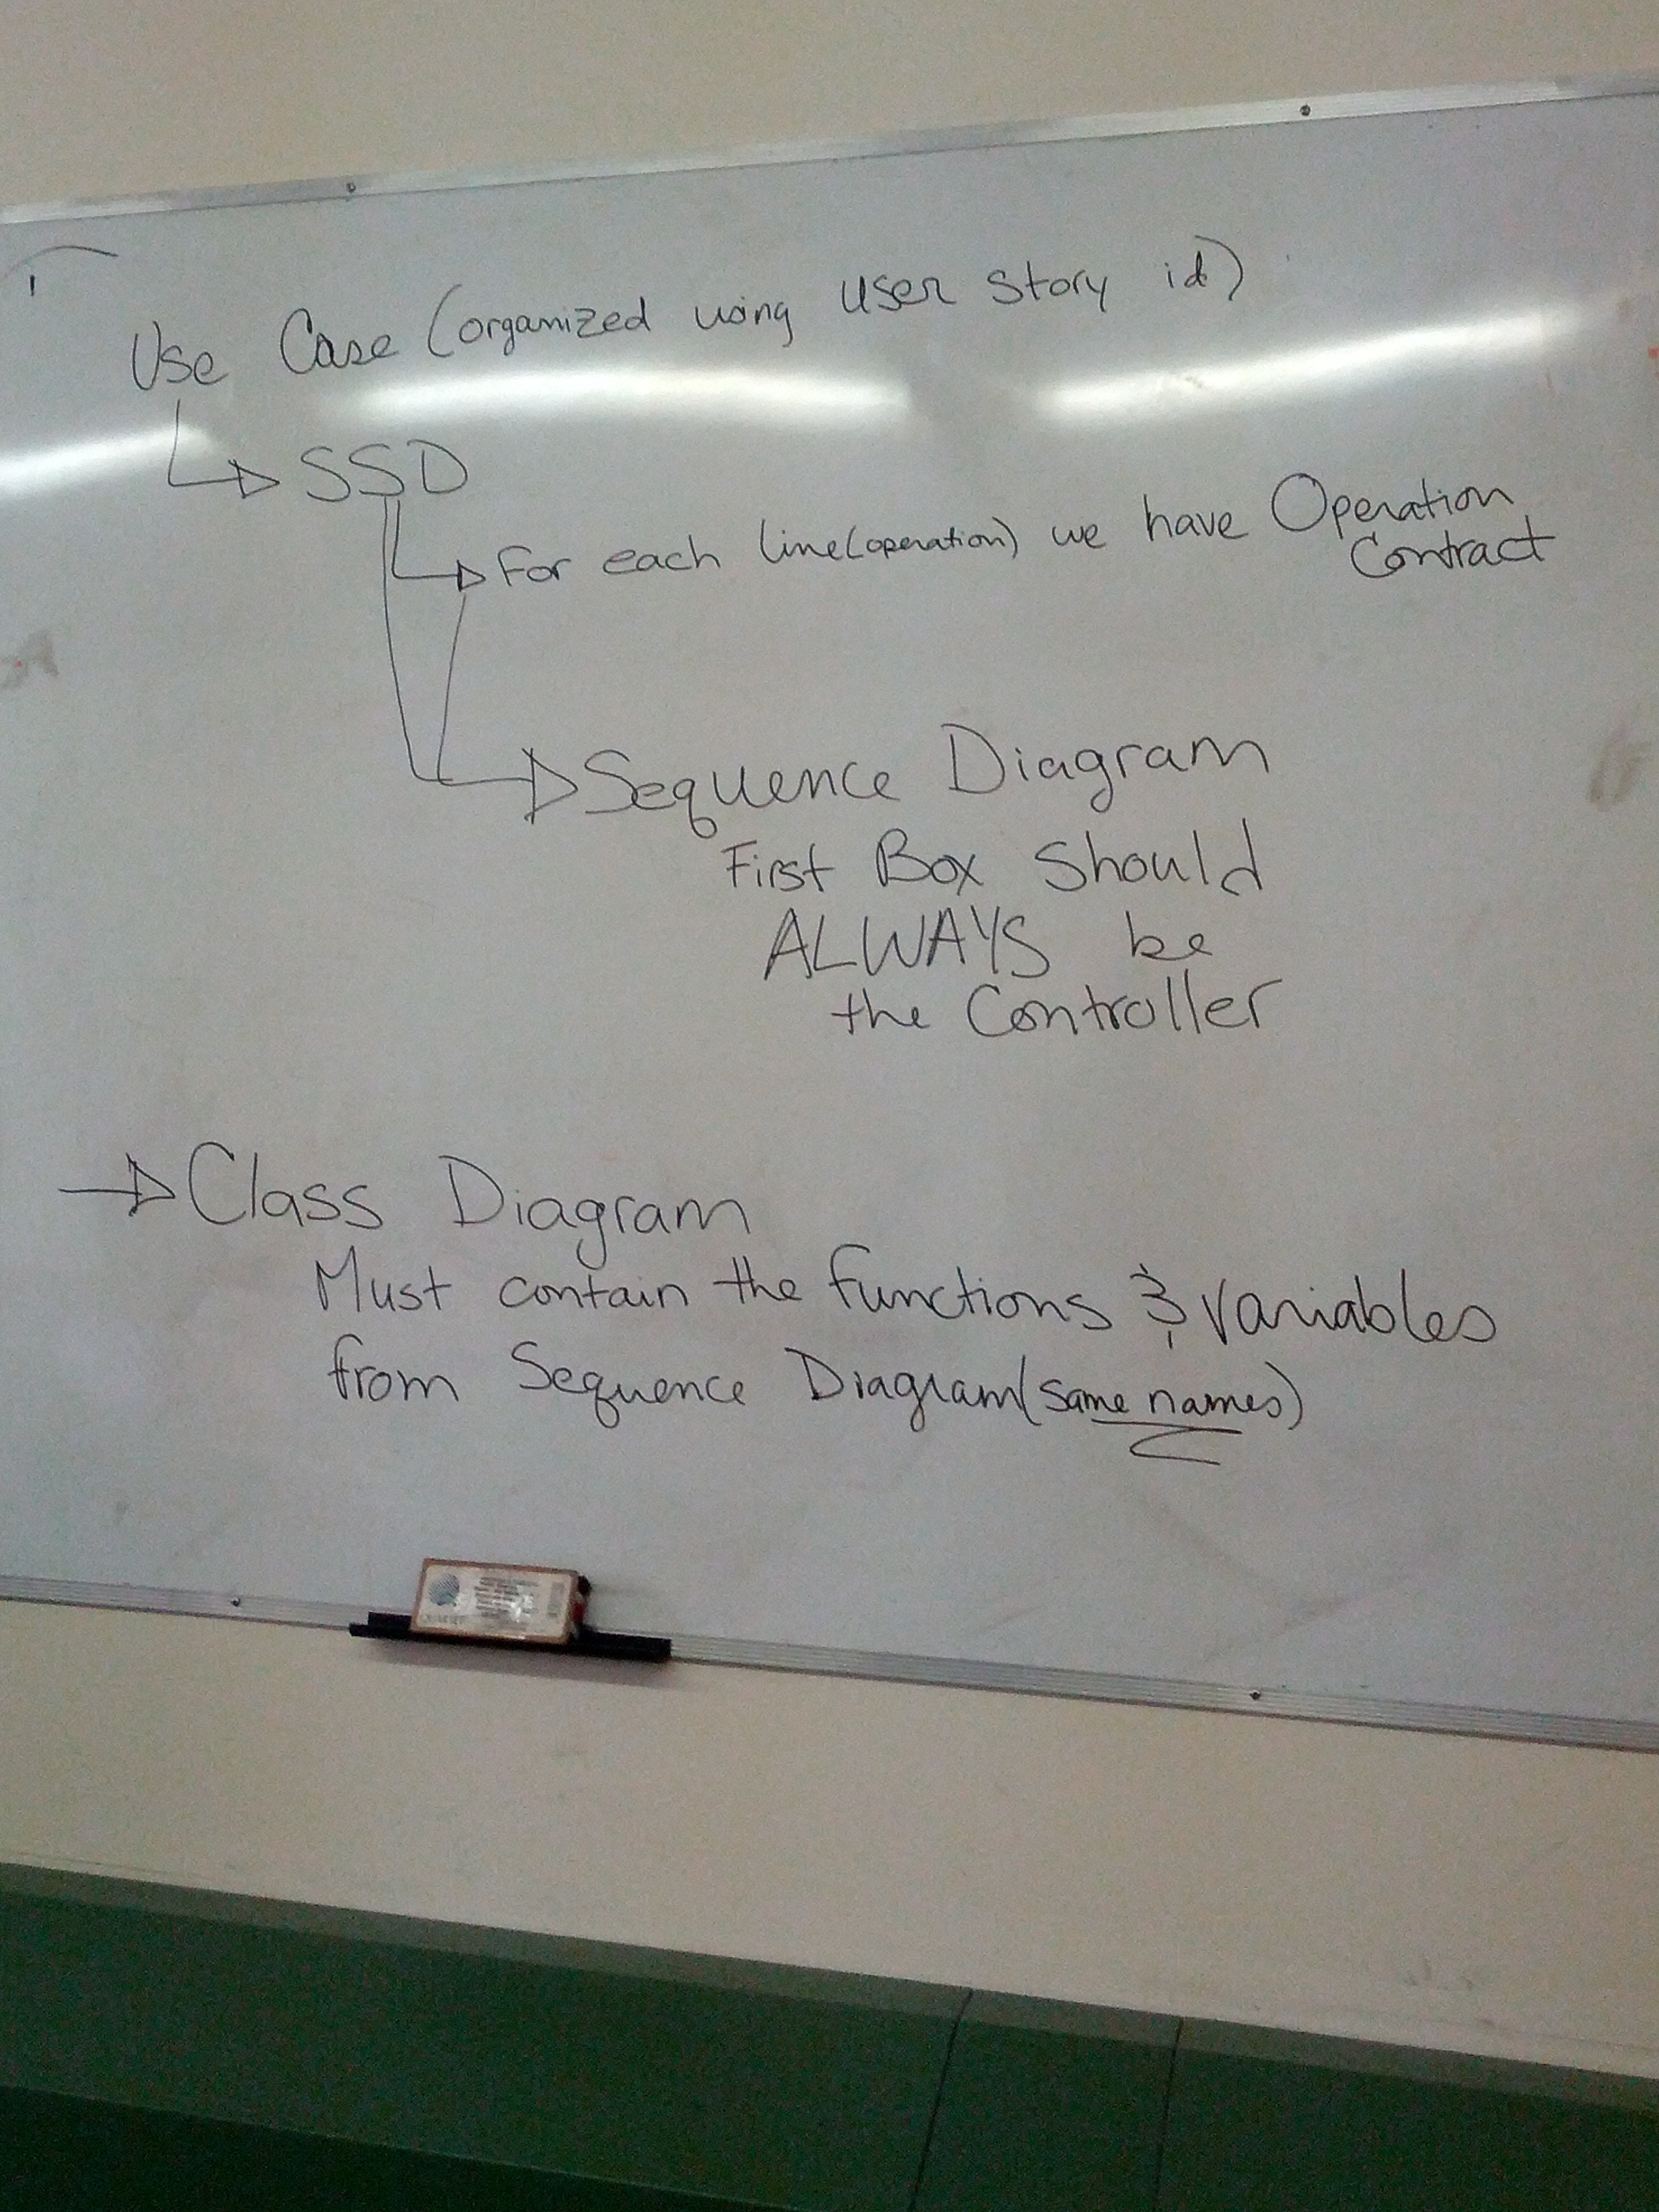 Use Case (organized using user story id)
SSD
For each line(operation) we have Operation
Contract
Sequence Diagram
First Box Should
ALWAYS be
the Controller
Class Diagram
Must contain the functions & variables
from Sequence Diagram(same names)